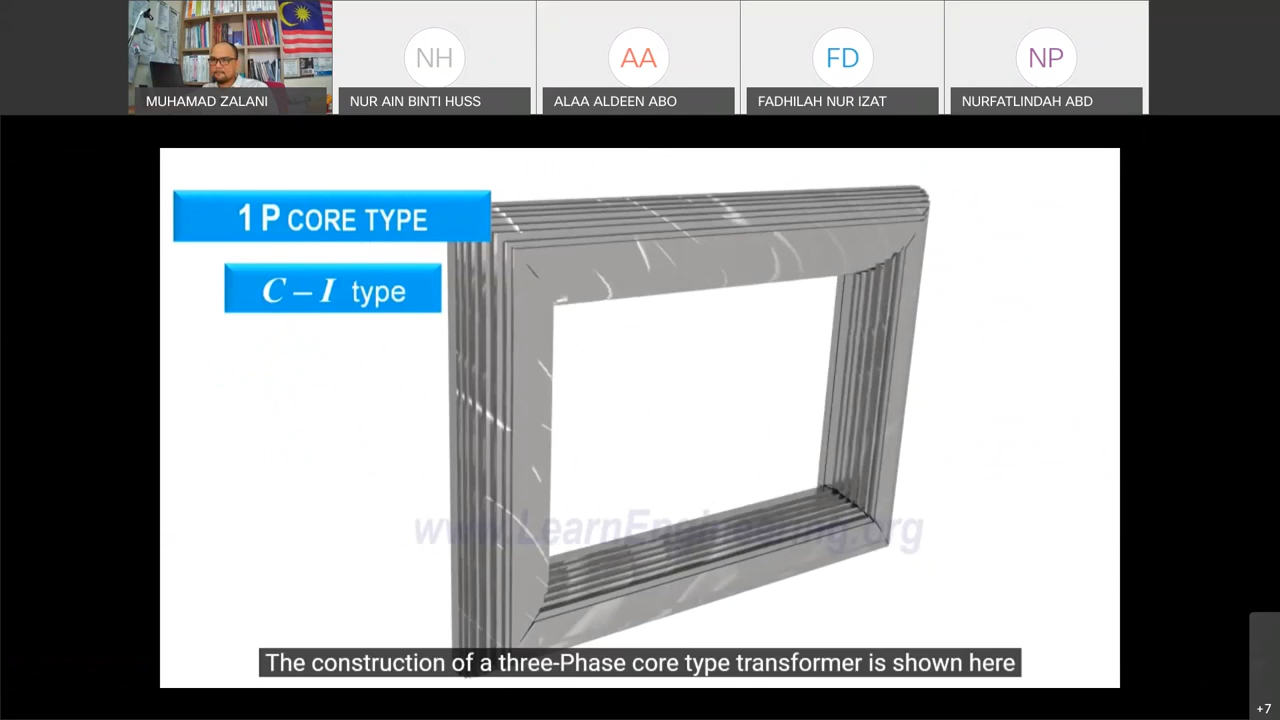 NH
AA
FD
NP
MUHAMAD ZALANI
NUR AIN BINTI HUSS
ALAA ALDEEN ABO
FADHILAH NUR IZAT
NURFATLINDAH ABD
1 P CORE TYPE
C – I type
www.LearnEngineering.org
The construction of a three-Phase core type transformer is shown here
+7